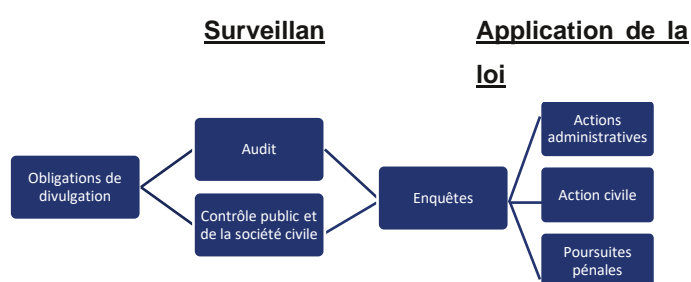 Surveillan
Application de la
loi
Obligations de
divulgation
Audit
Contrôle public et
de la société civile
Enquêtes
Actions
administratives
Action civile
Poursuites
pénales